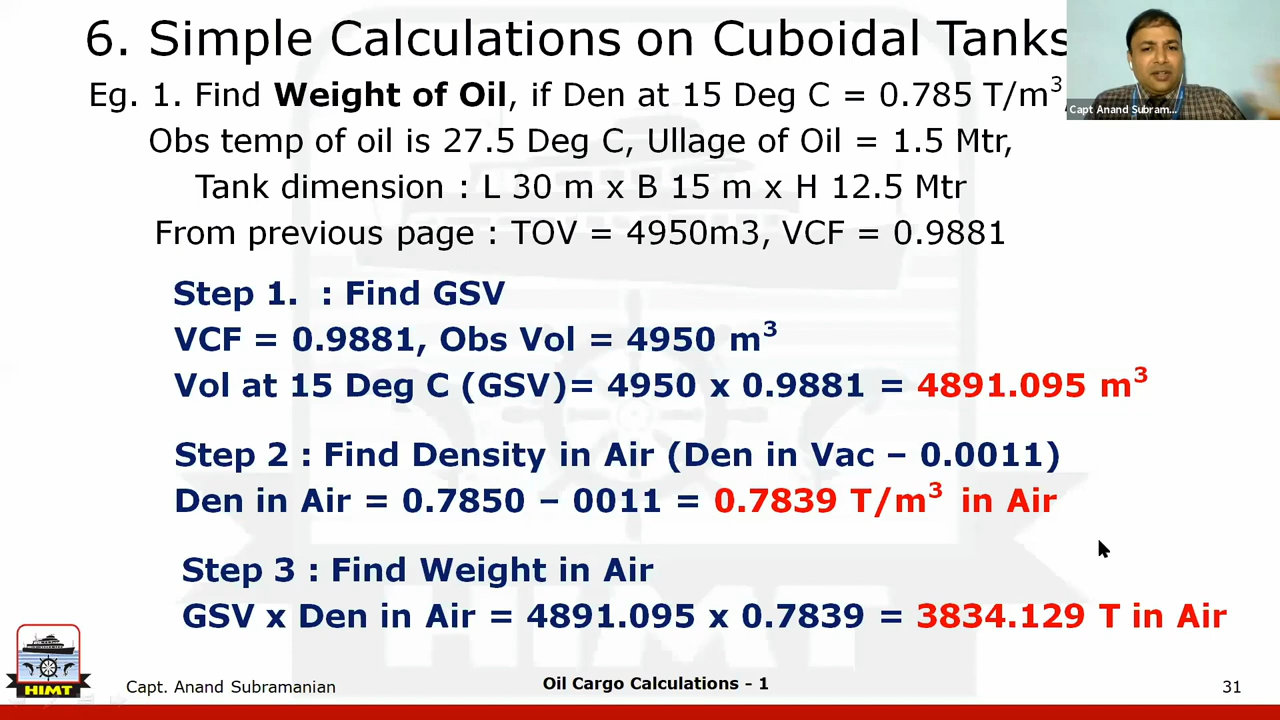 6. Simple Calculations on Cuboidal Tanks
Capt Anand Subram...
Eg. 1. Find Weight of Oil, if Den at 15 Deg C = 0.785 T/m³,
Obs temp of oil is 27.5 Deg C, Ullage of Oil = 1.5 Mtr,
Tank dimension : L 30 m x B 15 m x H 12.5 Mtr
From previous page : TOV = 4950m3, VCF = 0.9881
Step 1. : Find GSV
VCF = 0.9881, Obs Vol = 4950 m³
Vol at 15 Deg C (GSV)= 4950 x 0.9881 = 4891.095 m³
Step 2 : Find Density in Air (Den in Vac – 0.0011)
Den in Air = 0.7850 – 0011 = 0.7839 T/m³ in Air
Step 3 : Find Weight in Air
GSV x Den in Air = 4891.095 x 0.7839 = 3834.129 T in Air
HIMT
HIMT
Capt. Anand Subramanian
Oil Cargo Calculations - 1
31